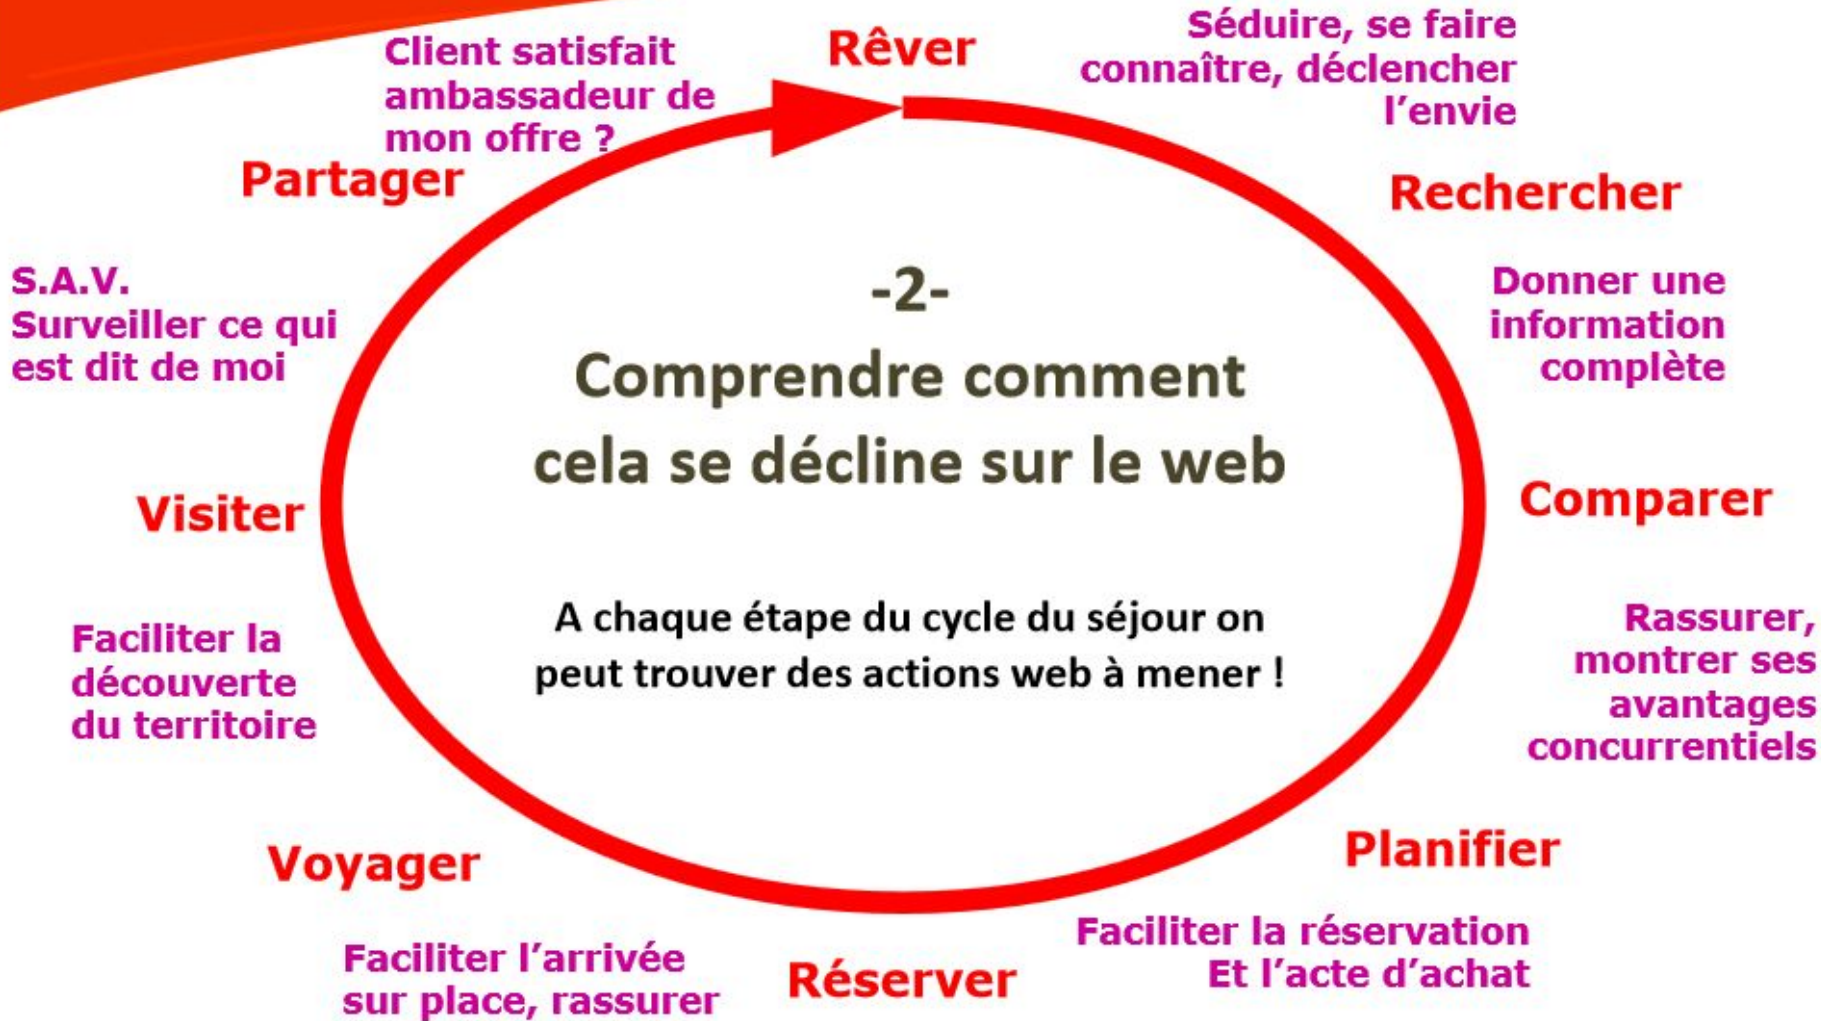 Rêver
Séduire, se faire
connaître, déclencher
l'envie
Rechercher
Donner une
information
complète
Comparer
Rassurer,
montrer ses
avantages
concurrentiels
Planifier
Faciliter la réservation
Et l'acte d'achat
Réserver
Faciliter l'arrivée
sur place, rassurer
Voyager
Faciliter la
découverte
du territoire
Visiter
S.A.V.
Surveiller ce qui
est dit de moi
Partager
Client satisfait
ambassadeur de
mon offre ?
-2-
Comprendre comment
cela se décline sur le web
A chaque étape du cycle du séjour on
peut trouver des actions web à mener !